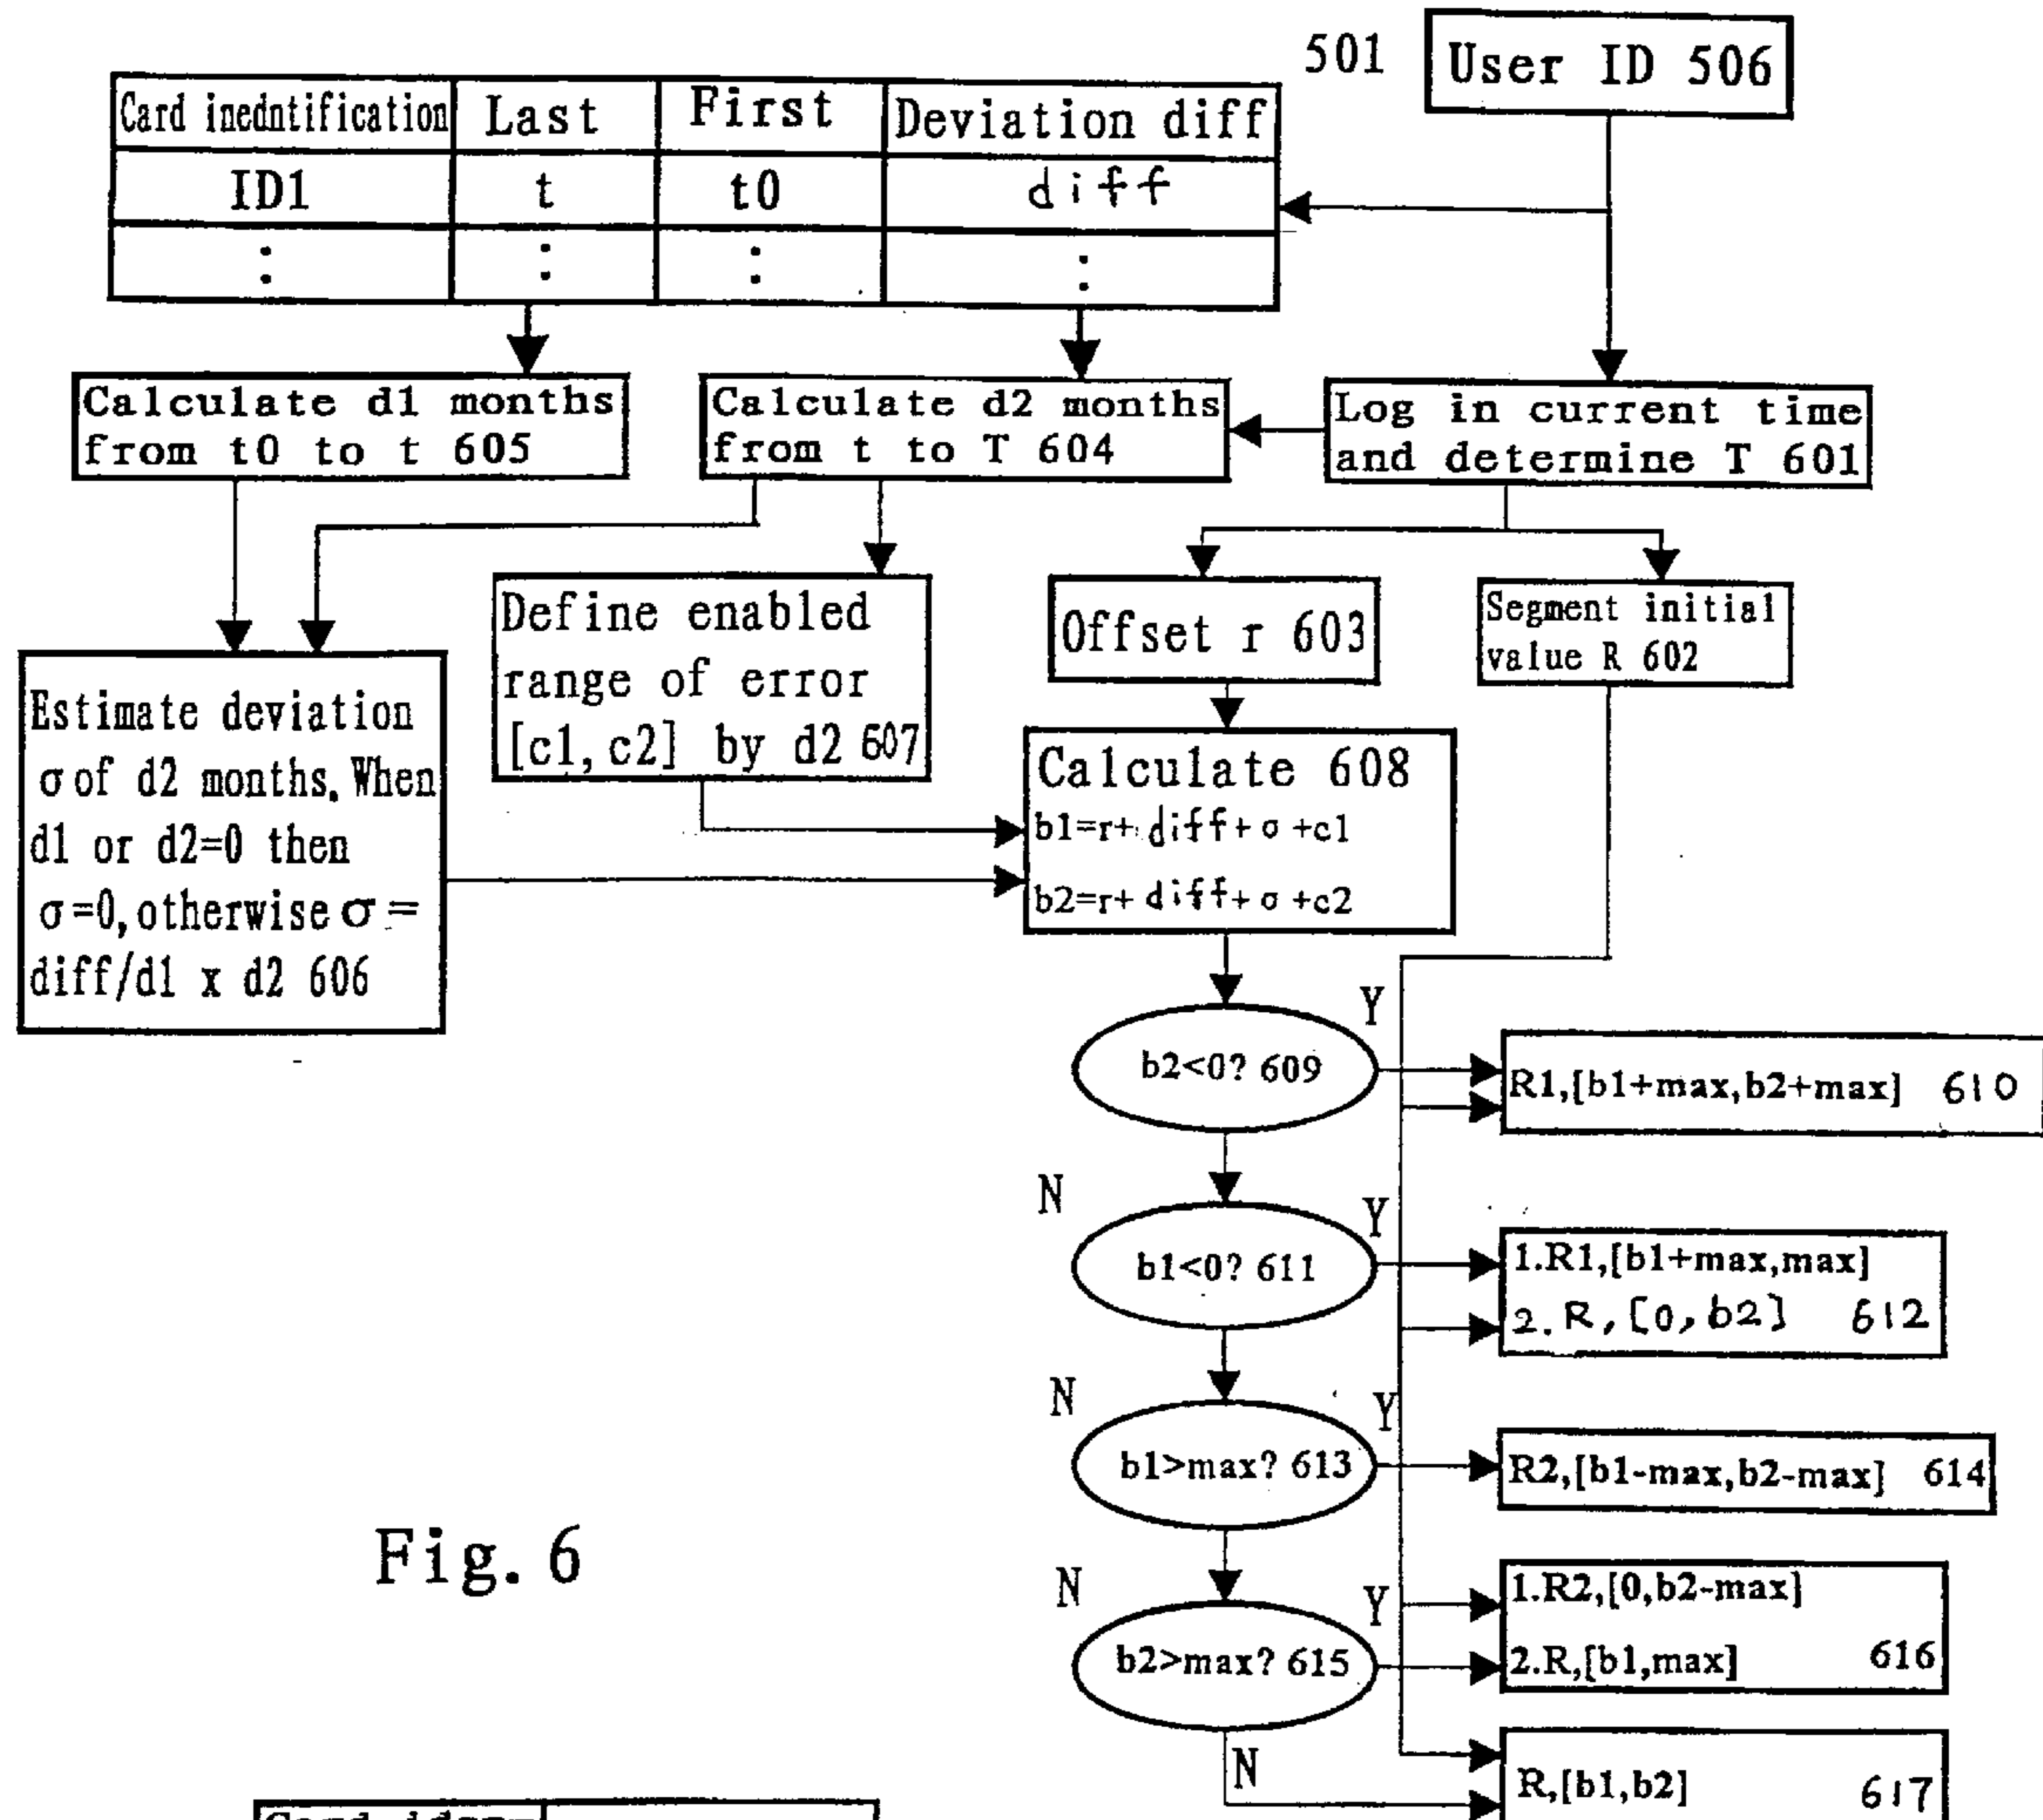 501
User ID 506
Card inedntification Last First Deviation diff
ID1 t t0 diff
: : : :
Calculate d1 months
from t0 to t 605
Calculate d2 months
from t to T 604
Log in current time
and determine T 601
Estimate deviation
σ of d2 months. When
d1 or d2=0 then
σ=0, otherwise σ=
diff/d1 x d2 606
Define enabled
range of error
[c1, c2] by d2 607
Offset r 603
Segment initial
value R 602
Calculate 608
b1=r+ diff+ σ +c1
b2=r+ diff+ σ +c2
b2<0? 609
Y
R1,[b1+max,b2+max] 610
N
b1<0? 611
Y
1.R1,[b1+max,max]
2. R, [0, b2] 612
N
b1>max? 613
Y
R2,[b1-max,b2-max] 614
N
b2>max? 615
Y
1.R2,[0,b2-max]
2.R,[b1,max] 616
N
R,[b1,b2] 617
Fig. 6